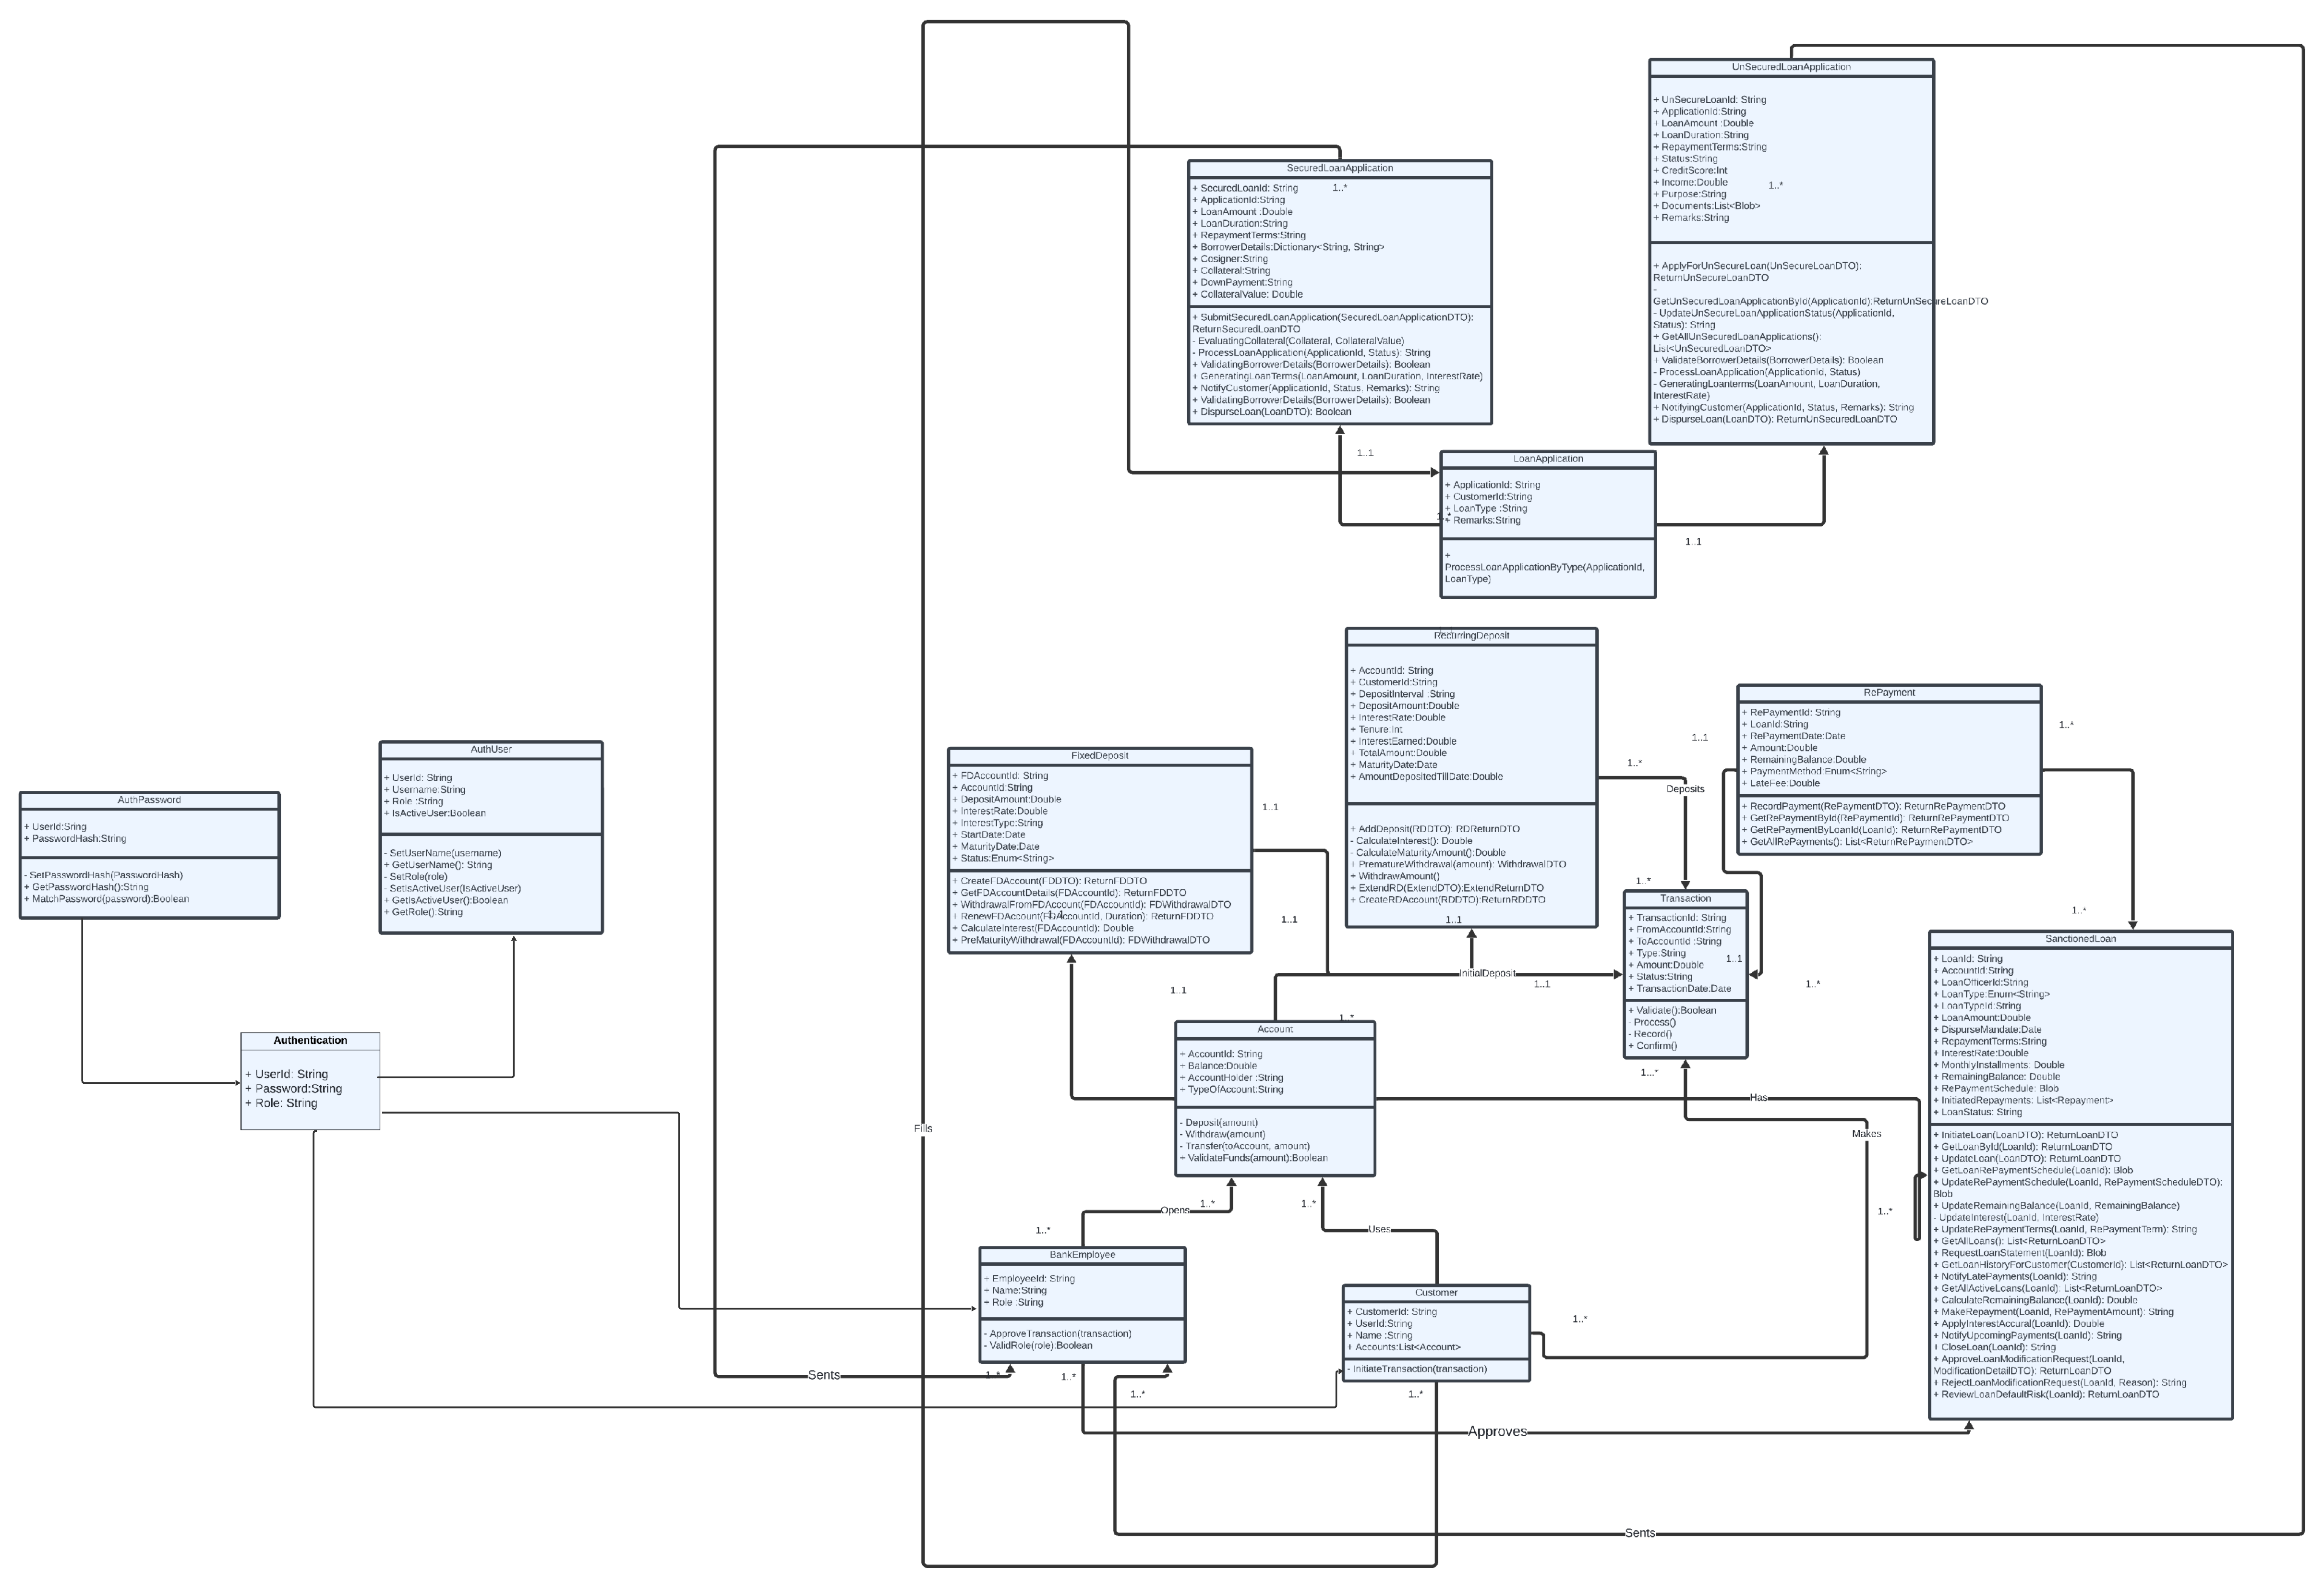 UnSecuredLoanApplication
+ UnSecureLoanId: String
+ ApplicationId:String
+ LoanAmount :Double
+ LoanDuration:String
+ RepaymentTerms:String
+ Status:String
+ CreditScore:Int
+ Income:Double
+ Purpose:String
+ Documents:List<Blob>
+ Remarks:String
1..*
+ ApplyForUnSecureLoan(UnSecureLoanDTO):
ReturnUnSecureLoanDTO
-
GetUnSecuredLoanApplicationById(ApplicationId):ReturnUnSecureLoanDTO
- UpdateUnSecureLoanApplicationStatus(ApplicationId,
Status): String
+ GetAllUnSecuredLoanApplications():
List<UnSecuredLoanDTO>
+ ValidateBorrowerDetails(BorrowerDetails): Boolean
- ProcessLoanApplication(ApplicationId, Status)
- GeneratingLoanterms(LoanAmount, LoanDuration,
InterestRate)
+ NotifyingCustomer(ApplicationId, Status, Remarks): String
+ DispurseLoan(LoanDTO): ReturnUnSecuredLoanDTO
SecuredLoanApplication
+ SecuredLoanId: String
1..*
+ ApplicationId:String
+ LoanAmount :Double
+ LoanDuration:String
+ RepaymentTerms:String
+ BorrowerDetails:Dictionary<String, String>
+ Cosigner:String
+ Collateral:String
+ DownPayment:String
+ CollateralValue: Double
+ SubmitSecuredLoanApplication(SecuredLoanApplicationDTO):
ReturnSecuredLoanDTO
- EvaluatingCollateral(Collateral, CollateralValue)
- ProcessLoanApplication(ApplicationId, Status): String
+ ValidatingBorrowerDetails(BorrowerDetails): Boolean
+ GeneratingLoanTerms(LoanAmount, LoanDuration, InterestRate)
+ NotifyCustomer(ApplicationId, Status, Remarks): String
+ ValidatingBorrowerDetails(BorrowerDetails): Boolean
+ DispurseLoan(LoanDTO): Boolean
1..1
LoanApplication
+ ApplicationId: String
+ CustomerId:String
+ LoanType :String
+ Remarks:String
1..*
1..1
+
ProcessLoanApplicationByType(ApplicationId,
LoanType)
RecurringDeposit
+ AccountId: String
+ CustomerId:String
+ DepositInterval :String
+ DepositAmount:Double
+ InterestRate:Double
+ Tenure:Int
+ InterestEarned:Double
+ TotalAmount:Double
+ MaturityDate:Date
+ AmountDepositedTillDate:Double
+ AddDeposit(RDDTO): RDReturnDTO
- CalculateInterest(): Double
- CalculateMaturityAmount():Double
+ PrematureWithdrawal(amount): WithdrawalDTO
+ WithdrawAmount()
+ ExtendRD(ExtendDTO):ExtendReturnDTO
+ CreateRDAccount(RDDTO):ReturnRDDTO
1..1
1..*
Deposits
1..*
RePayment
+ RePaymentId: String
+ LoanId:String
+ RePaymentDate:Date
+ Amount:Double
+ RemainingBalance:Double
+ PaymentMethod:Enum<String>
+ LateFee:Double
+ RecordPayment(RePaymentDTO): ReturnRePaymentDTO
+ GetRePaymentById(RePaymentId): ReturnRePaymentDTO
+ GetRePaymentByLoanId(LoanId): ReturnRePaymentDTO
+ GetAllRePayments(): List<ReturnRePaymentDTO>
1..1
1..*
1..*
FixedDeposit
+ FDAccountId: String
+ AccountId:String
+ DepositAmount:Double
+ InterestRate:Double
+ InterestType:String
+ StartDate:Date
+ MaturityDate:Date
+ Status:Enum<String>
+ CreateFDAccount(FDDTO): ReturnFDDTO
+ GetFDAccountDetails(FDAccountId): ReturnFDDTO
+ WithdrawalFromFDAccount(FDAccountId): FDWithdrawalDTO
+ RenewFDAccount(FDAccountId, Duration): ReturnFDDTO
+ CalculateInterest(FDAccountId): Double
+ PreMaturityWithdrawal(FDAccountId): FDWithdrawalDTO
1..1
1..1
1..1
AuthUser
+ UserId: String
+ Username:String
+ Role :String
+ IsActiveUser:Boolean
- SetUserName(username)
+ GetUserName(): String
- SetRole(role)
- SetIsActiveUser(IsActiveUser)
+ GetIsActiveUser():Boolean
+ GetRole():String
AuthPassword
+ UserId:Sring
+ PasswordHash:String
- SetPasswordHash(PasswordHash)
+ GetPasswordHash():String
+ MatchPassword(password):Boolean
Authentication
+ UserId: String
+ Password:String
+ Role: String
Transaction
+ TransactionId: String
+ FromAccountId:String
+ ToAccountId :String
+ Type:String
+ Amount:Double
+ Status:String
+ TransactionDate:Date
1..1
+ Validate():Boolean
- Process()
- Record()
+ Confirm()
InitialDeposit
1..1
1..*
1...*
SanctionedLoan
+ LoanId: String
+ AccountId:String
+ LoanOfficerId:String
+ LoanType:Enum<String>
+ LoanTypeId:String
+ LoanAmount:Double
+ DispurseMandate:Date
+ RepaymentTerms:String
+ InterestRate:Double
+ MonthlyInstallments: Double
+ RemainingBalance: Double
+ RePaymentSchedule: Blob
+ InitiatedRepayments: List<Repayment>
+ LoanStatus: String
+ InitiateLoan(LoanDTO): ReturnLoanDTO
+ GetLoanById(LoanId): ReturnLoanDTO
+ UpdateLoan(LoanDTO): ReturnLoanDTO
+ GetLoanRePaymentSchedule(LoanId): Blob
+ UpdateRePaymentSchedule(LoanId, RePaymentScheduleDTO):
Blob
+ UpdateRemainingBalance(LoanId, RemainingBalance)
- UpdateInterest(LoanId, InterestRate)
+ UpdateRePaymentTerms(LoanId, RePaymentTerm): String
+ GetAllLoans(): List<ReturnLoanDTO>
+ RequestLoanStatement(LoanId): Blob
+ GetLoanHistoryForCustomer(CustomerId): List<ReturnLoanDTO>
+ NotifyLatePayments(LoanId): String
+ GetAllActiveLoans(LoanId): List<ReturnLoanDTO>
+ CalculateRemainingBalance(LoanId): Double
+ MakeRepayment(LoanId, RePaymentAmount): String
+ ApplyInterestAccural(LoanId): Double
+ NotifyUpcomingPayments(LoanId): String
+ CloseLoan(LoanId): String
+ ApproveLoanModificationRequest(LoanId,
ModificationDetailDTO): ReturnLoanDTO
+ RejectLoanModificationRequest(LoanId, Reason): String
+ ReviewLoanDefaultRisk(LoanId): ReturnLoanDTO
Account
1..*
+ AccountId: String
+ Balance:Double
+ AccountHolder :String
+ TypeOfAccount:String
- Deposit(amount)
- Withdraw(amount)
- Transfer(toAccount, amount)
+ ValidateFunds(amount):Boolean
1..1
Has
Makes
1..*
Fills
Opens
1..*
1..*
1..*
Uses
BankEmployee
+ EmployeeId: String
+ Name:String
+ Role :String
- ApproveTransaction(transaction)
- ValidRole(role):Boolean
Customer
+ CustomerId: String
+ UserId:String
+ Name :String
+ Accounts:List<Account>
- InitiateTransaction(transaction)
1..*
Sents
1..*
1..*
1..*
1..*
Approves
Sents